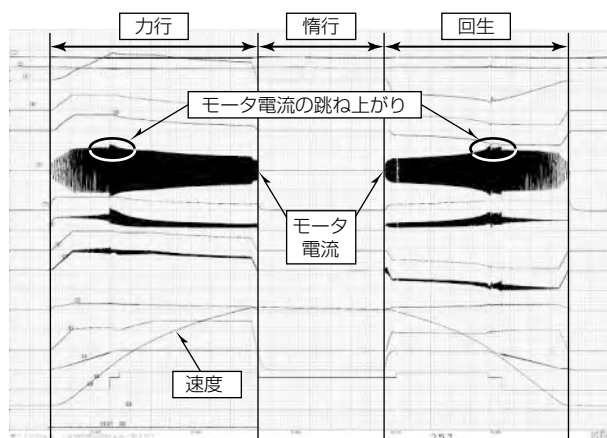 力行
惰行
回生
モータ電流の跳ね上がり
モータ
電流
速度